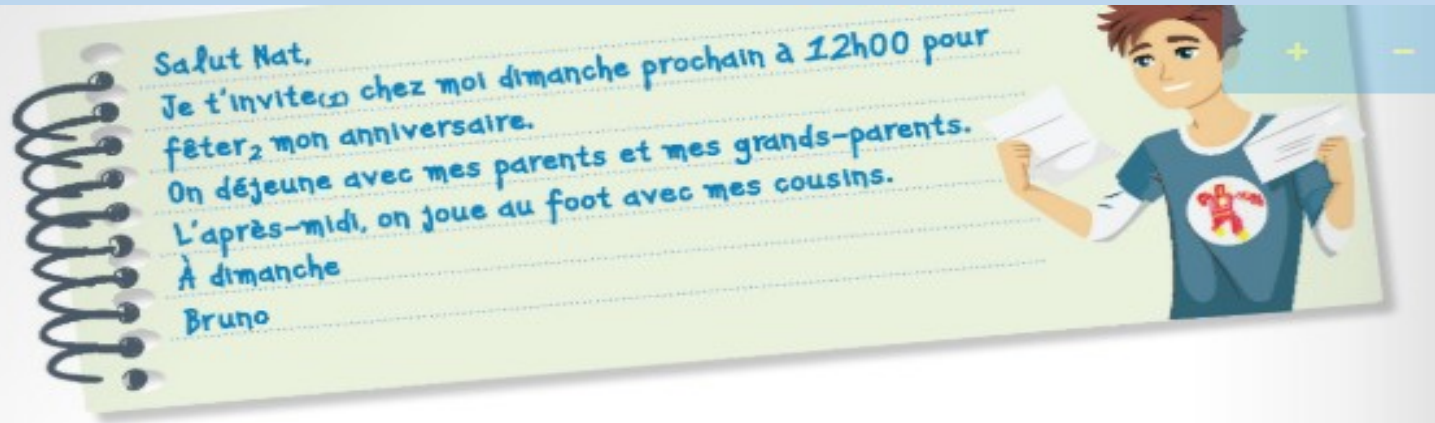 Salut Nat,
Je t'invite(1) chez moi dimanche prochain à 12h00 pour
fêter2 mon anniversaire.
On déjeune avec mes parents et mes grands-parents.
L'après-midi, on joue au foot avec mes cousins.
À dimanche
Bruno
+ −